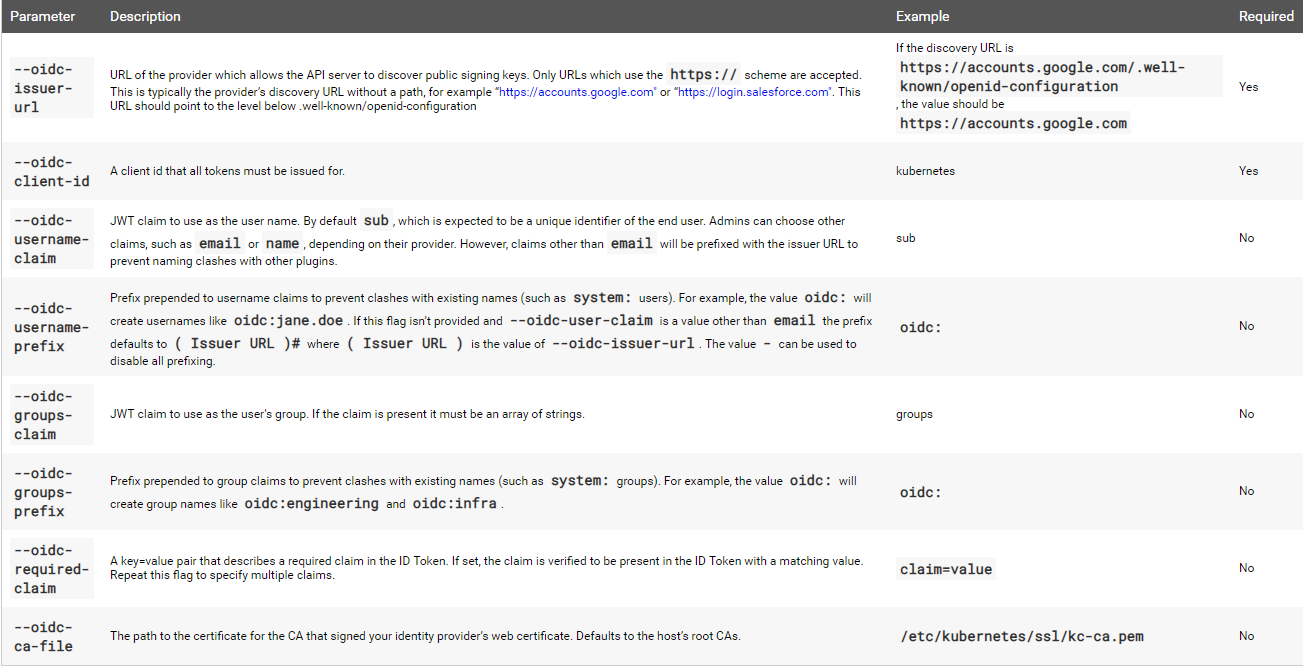 Parameter Description Example Required
If the discovery URL is
--oidc-
issuer-
url
URL of the provider which allows the API server to discover public signing keys. Only URLs which use the https:// scheme are accepted.
This is typically the provider's discovery URL without a path, for example “https://accounts.google.com” or “https://login.salesforce.com”. This
URL should point to the level below .well-known/openid-configuration
https://accounts.google.com/.well-
known/openid-configuration
, the value should be
https://accounts.google.com
Yes
--oidc-
client-id
A client id that all tokens must be issued for.
kubernetes
Yes
--oidc-
username-
claim
JWT claim to use as the user name. By default sub , which is expected to be a unique identifier of the end user. Admins can choose other
claims, such as email or name , depending on their provider. However, claims other than email will be prefixed with the issuer URL to
prevent naming clashes with other plugins.
sub
No
--oidc-
username-
prefix
Prefix prepended to username claims to prevent clashes with existing names (such as system: users). For example, the value oidc: will
create usernames like oidc:jane.doe . If this flag isn't provided and --oidc-user-claim is a value other than email the prefix
defaults to ( Issuer URL )# where ( Issuer URL ) is the value of --oidc-issuer-url . The value - can be used to
disable all prefixing.
oidc:
No
--oidc-
groups-
claim
JWT claim to use as the user's group. If the claim is present it must be an array of strings.
groups
No
--oidc-
groups-
prefix
Prefix prepended to group claims to prevent clashes with existing names (such as system: groups). For example, the value oidc: will
create group names like oidc:engineering and oidc:infra .
oidc:
No
--oidc-
required-
claim
A key=value pair that describes a required claim in the ID Token. If set, the claim is verified to be present in the ID Token with a matching value.
Repeat this flag to specify multiple claims.
claim=value
No
--oidc-
ca-file
The path to the certificate for the CA that signed your identity provider's web certificate. Defaults to the host's root CAs.
/etc/kubernetes/ssl/kc-ca.pem
No